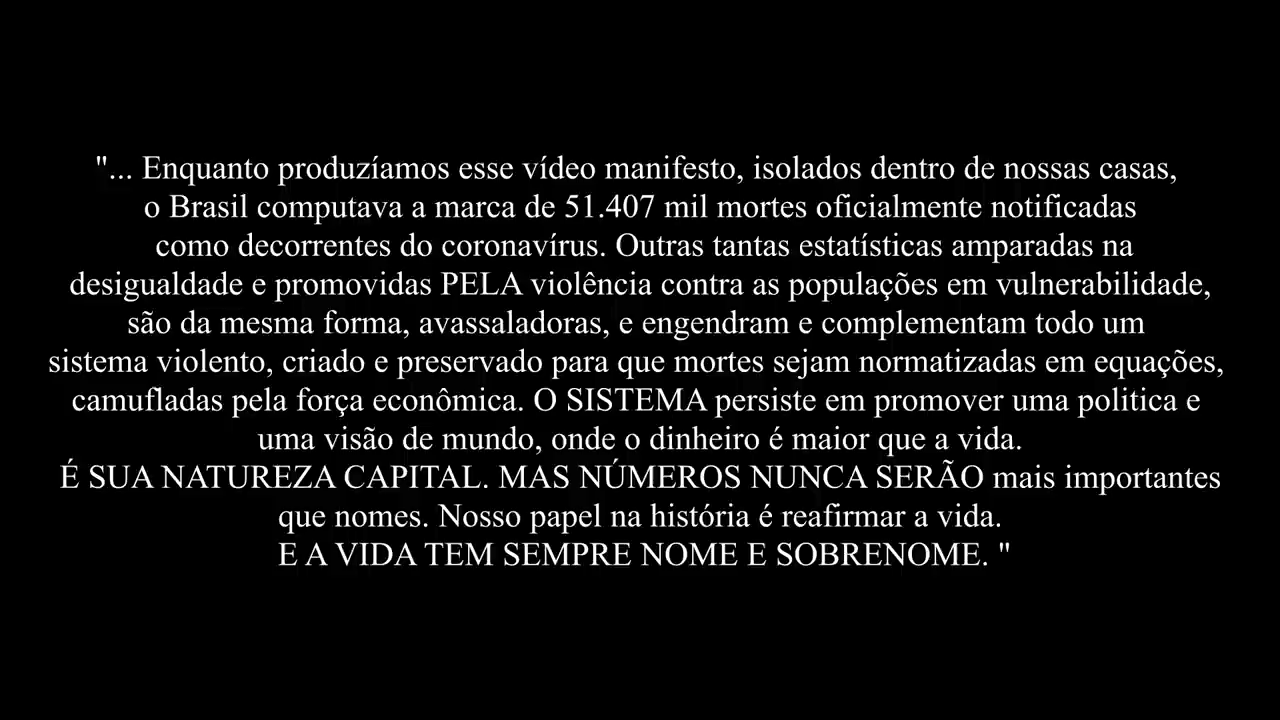 "... Enquanto produzíamos esse vídeo manifesto, isolados dentro de nossas casas,
o Brasil computava a marca de 51.407 mil mortes oficialmente notificadas
como decorrentes do coronavírus. Outras tantas estatísticas amparadas na
desigualdade e promovidas PELA violência contra as populações em vulnerabilidade,
são da mesma forma, avassaladoras, e engendram e complementam todo um
sistema violento, criado e preservado para que mortes sejam normatizadas em equações,
camufladas pela força econômica. O SISTEMA persiste em promover uma politica e
uma visão de mundo, onde o dinheiro é maior que a vida.
É SUA NATUREZA CAPITAL. MAS NÚMEROS NUNCA SERÃO mais importantes
que nomes. Nosso papel na história é reafirmar a vida.
E A VIDA TEM SEMPRE NOME E SOBRENOME. "